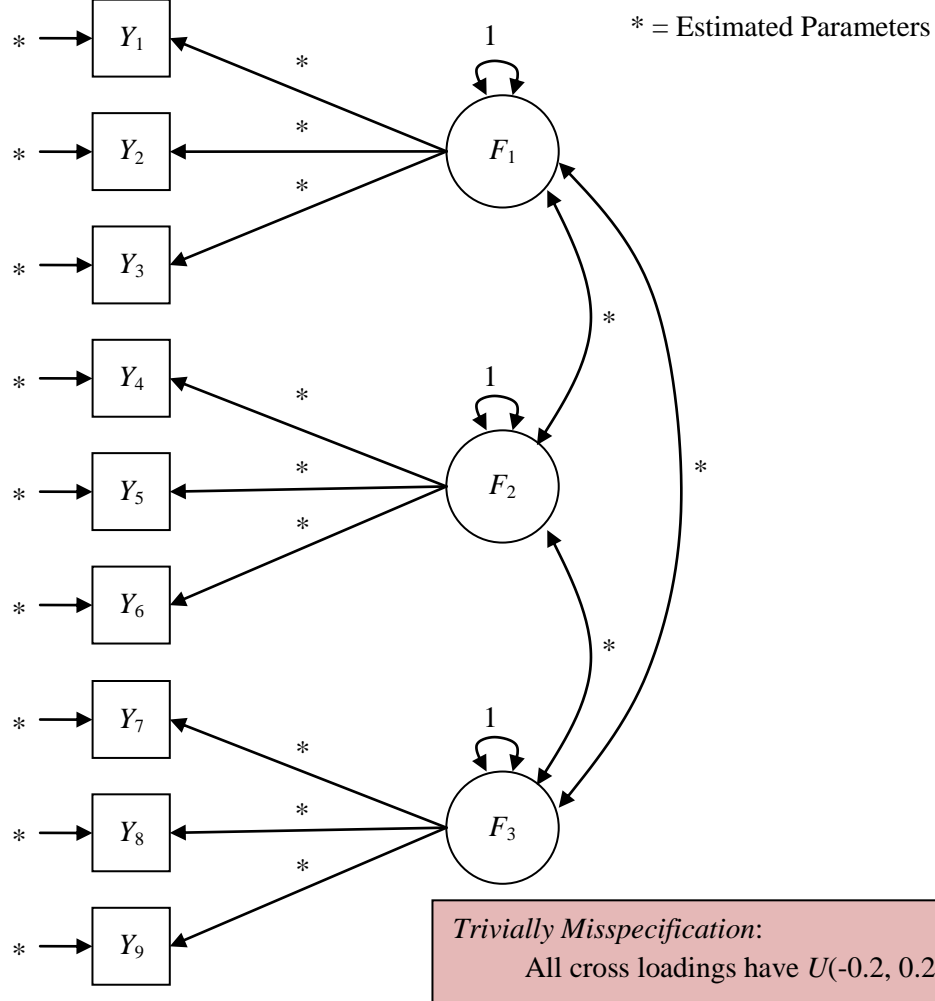 * = Estimated Parameters
1
* Y1 *
* Y2 * F1
* Y3 *
*
1
* Y4 *
* Y5 * F2
*
* Y6 *
*
1
* Y7 *
* Y8 * F3
* Y9 *
Trivially Misspecification:
All cross loadings have U(-0.2, 0.2